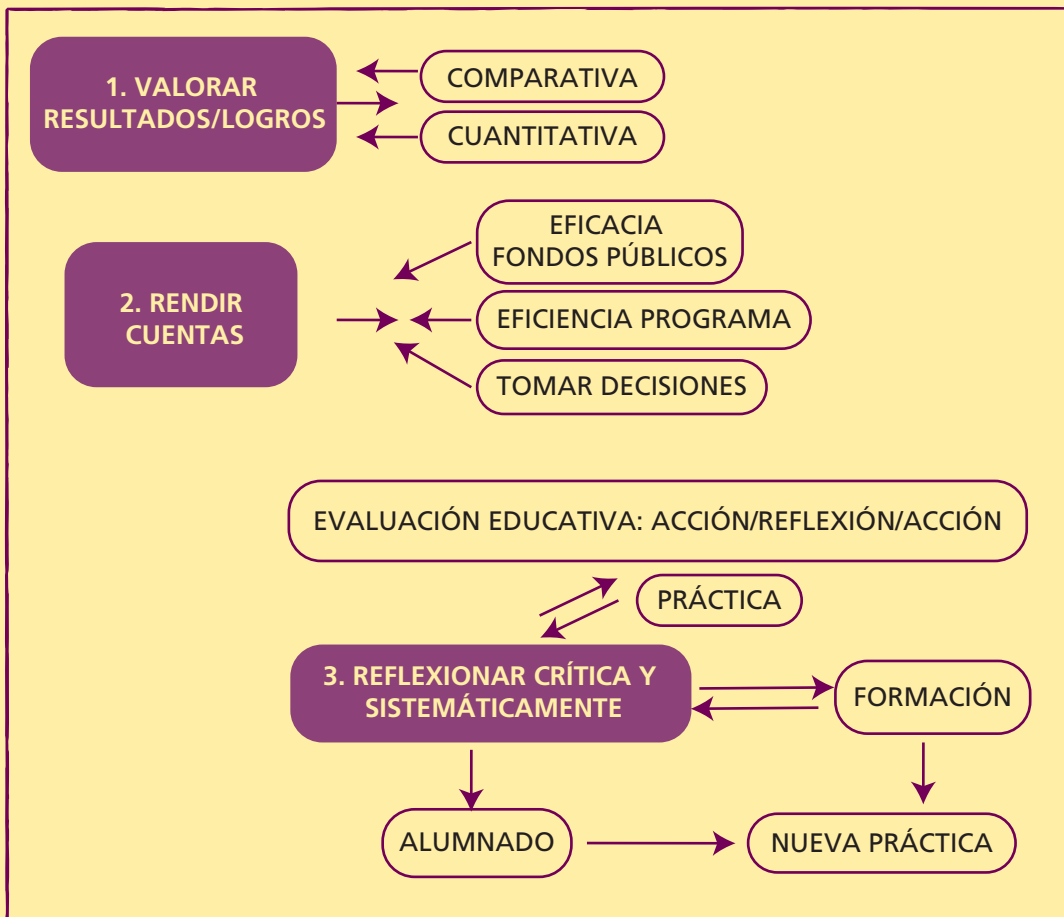 1. VALORAR
RESULTADOS/LOGROS
COMPARATIVA
CUANTITATIVA
2. RENDIR
CUENTAS
EFICACIA
FONDOS PÚBLICOS
EFICIENCIA PROGRAMA
TOMAR DECISIONES
EVALUACIÓN EDUCATIVA: ACCIÓN/REFLEXIÓN/ACCIÓN
PRÁCTICA
3. REFLEXIONAR CRÍTICA Y
SISTEMÁTICAMENTE
FORMACIÓN
ALUMNADO
NUEVA PRÁCTICA